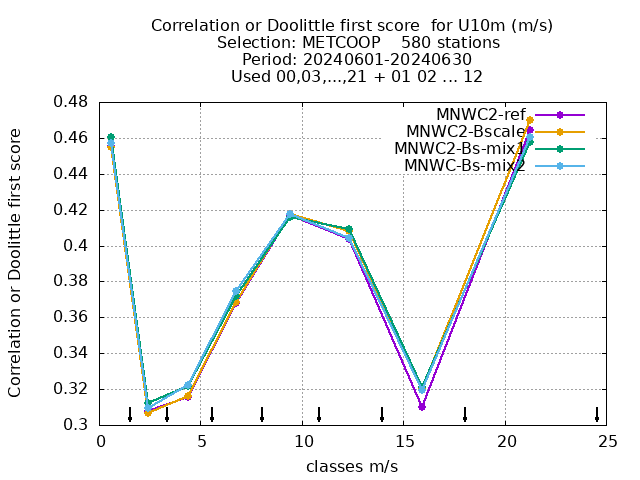 Correlation or Doolittle first score  for U10m (m/s)
Selection: METCOOP    580 stations
Period: 20240601-20240630
Used 00,03,...,21 + 01 02 ... 12
Correlation or Doolittle first score
0.48
0.46
0.44
0.42
0.4
0.38
0.36
0.34
0.32
0.3
MNWC2-ref
MNWC2-Bscale
MNWC2-Bs-mix1
MNWC-Bs-mix2
0 5 10 15 20 25
classes m/s